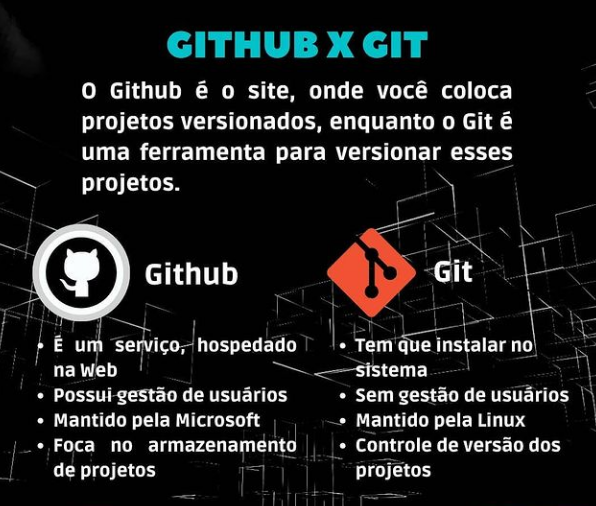 GITHUB X GIT
O Github é o site, onde você coloca
projetos versionados, enquanto o Git é
uma ferramenta para versionar esses
projetos.
Github
• É um serviço, hospedado
na Web
• Possui gestão de usuários
• Mantido pela Microsoft
• Foca no armazenamento
de projetos
Git
• Tem que instalar no
sistema
• Sem gestão de usuários
• Mantido pela Linux
• Controle de versão dos
projetos